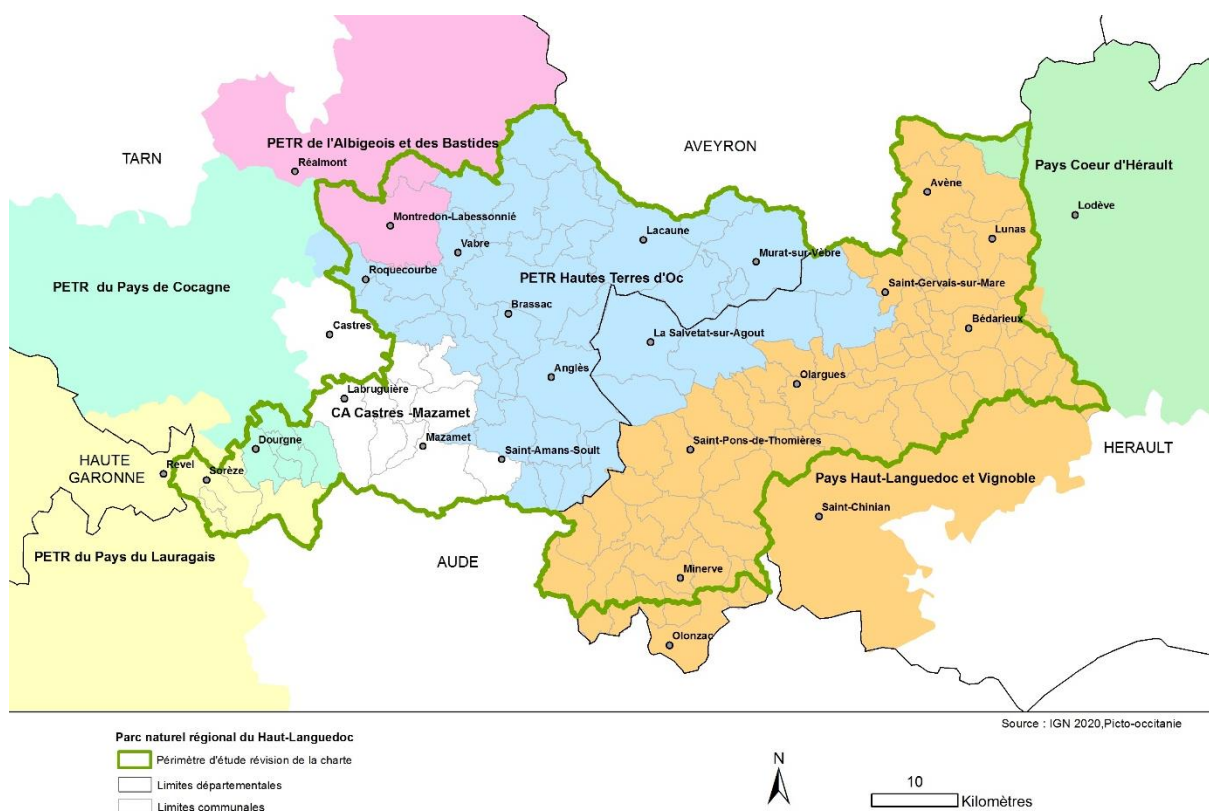 PETR de l'Albigeois et des Bastides
TARN
AVEYRON
Réalmont
Pays Coeur d'Hérault
Avène
Montredon-Labessonnié
Lodève
Lacaune
Lunas
Vabre
Murat-sur-Vèbre
Roquecourbe
PETR Hautes Terres d'Oc
PETR du Pays de Cocagne
Saint-Gervais-sur-Mare
Brassac
Castres
Bédarieux
La Salvetat-sur-Agout
Anglès
Olargues
Labruguière
CA Castres -Mazamet
Dourgne
Mazamet
Saint-Pons-de-Thomières
HERAULT
Saint-Amans-Soult
HAUTE
GARONNE
Revel
Sorèze
Pays Haut-Languedoc et Vignoble
Saint-Chinian
PETR du Pays du Lauragais
AUDE
Minerve
Olonzac
Source : IGN 2020,Picto-occitanie
Parc naturel régional du Haut-Languedoc
Périmètre d'étude révision de la charte
Limites départementales
Limites communales
N
10
Kilomètres